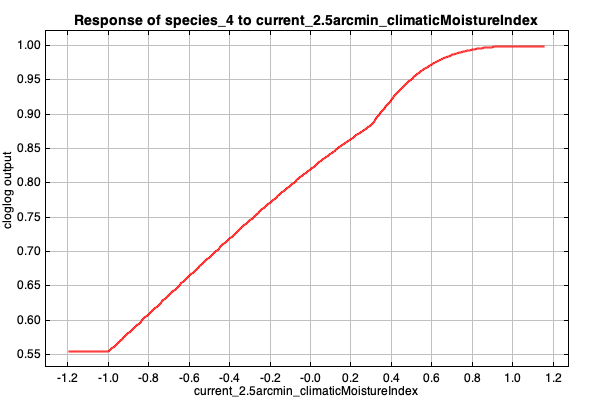 Response of species_4 to current_2.5arcmin_climaticMoistureIndex
1.00
0.95
0.90
0.85
0.80
0.75
0.70
0.65
0.60
0.55
cloglog output
-1.2 -1.0 -0.8 -0.6 -0.4 -0.2 -0.0 0.2 0.4 0.6 0.8 1.0 1.2
current_2.5arcmin_climaticMoistureIndex